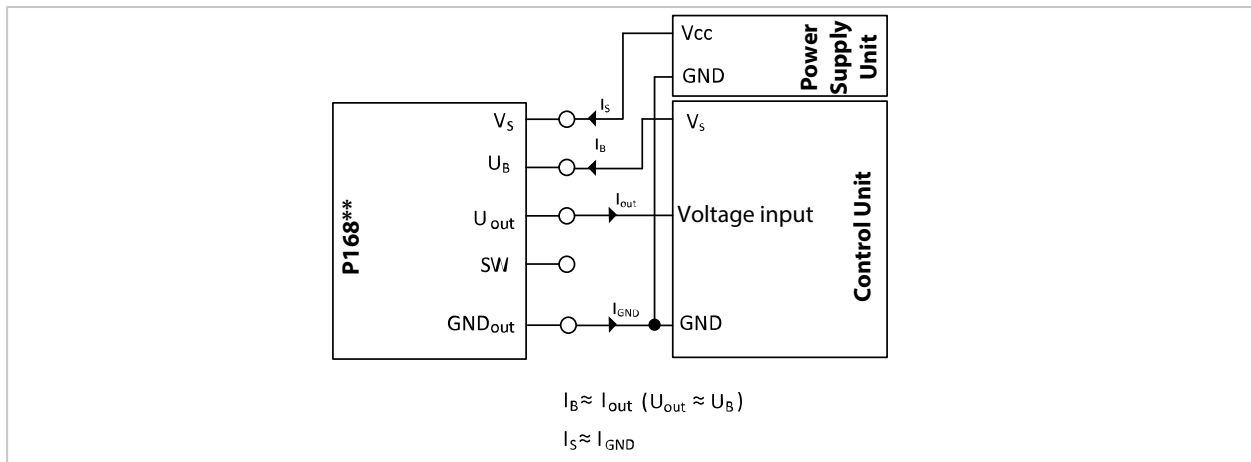 Vcc
GND
Power
Supply
Unit
P168**
VS
UB
Uout
SW
GNDout
IS
IB
Iout
IGND
Vs
Voltage input
GND
Control Unit
IB ≈ Iout (Uout ≈ UB)
IS ≈ IGND